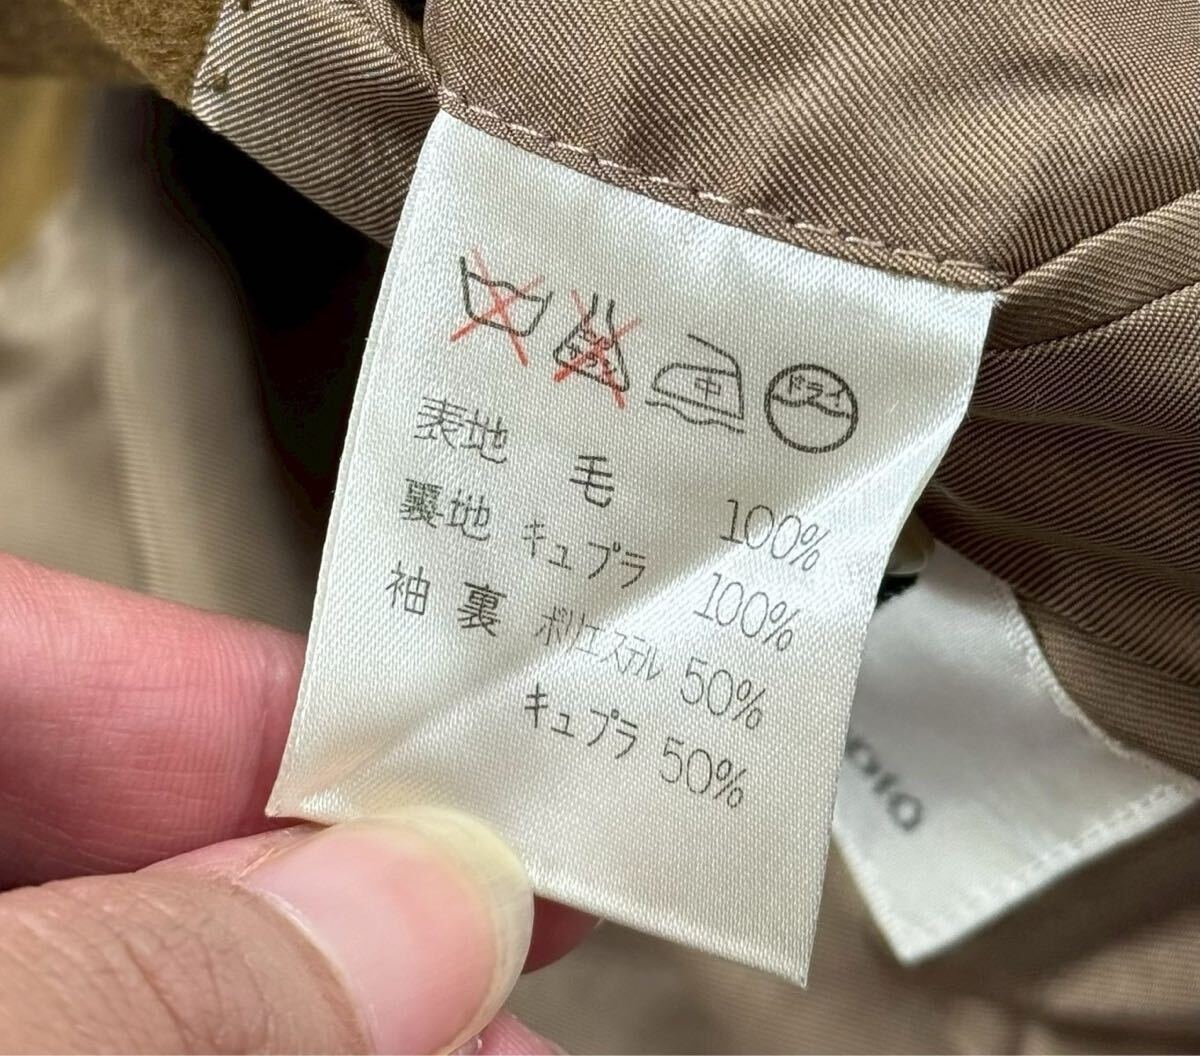 中 ドライ
表地 毛 100%
裏地 キュプラ 100%
袖裏 ポリエステル 50%
キュプラ 50%